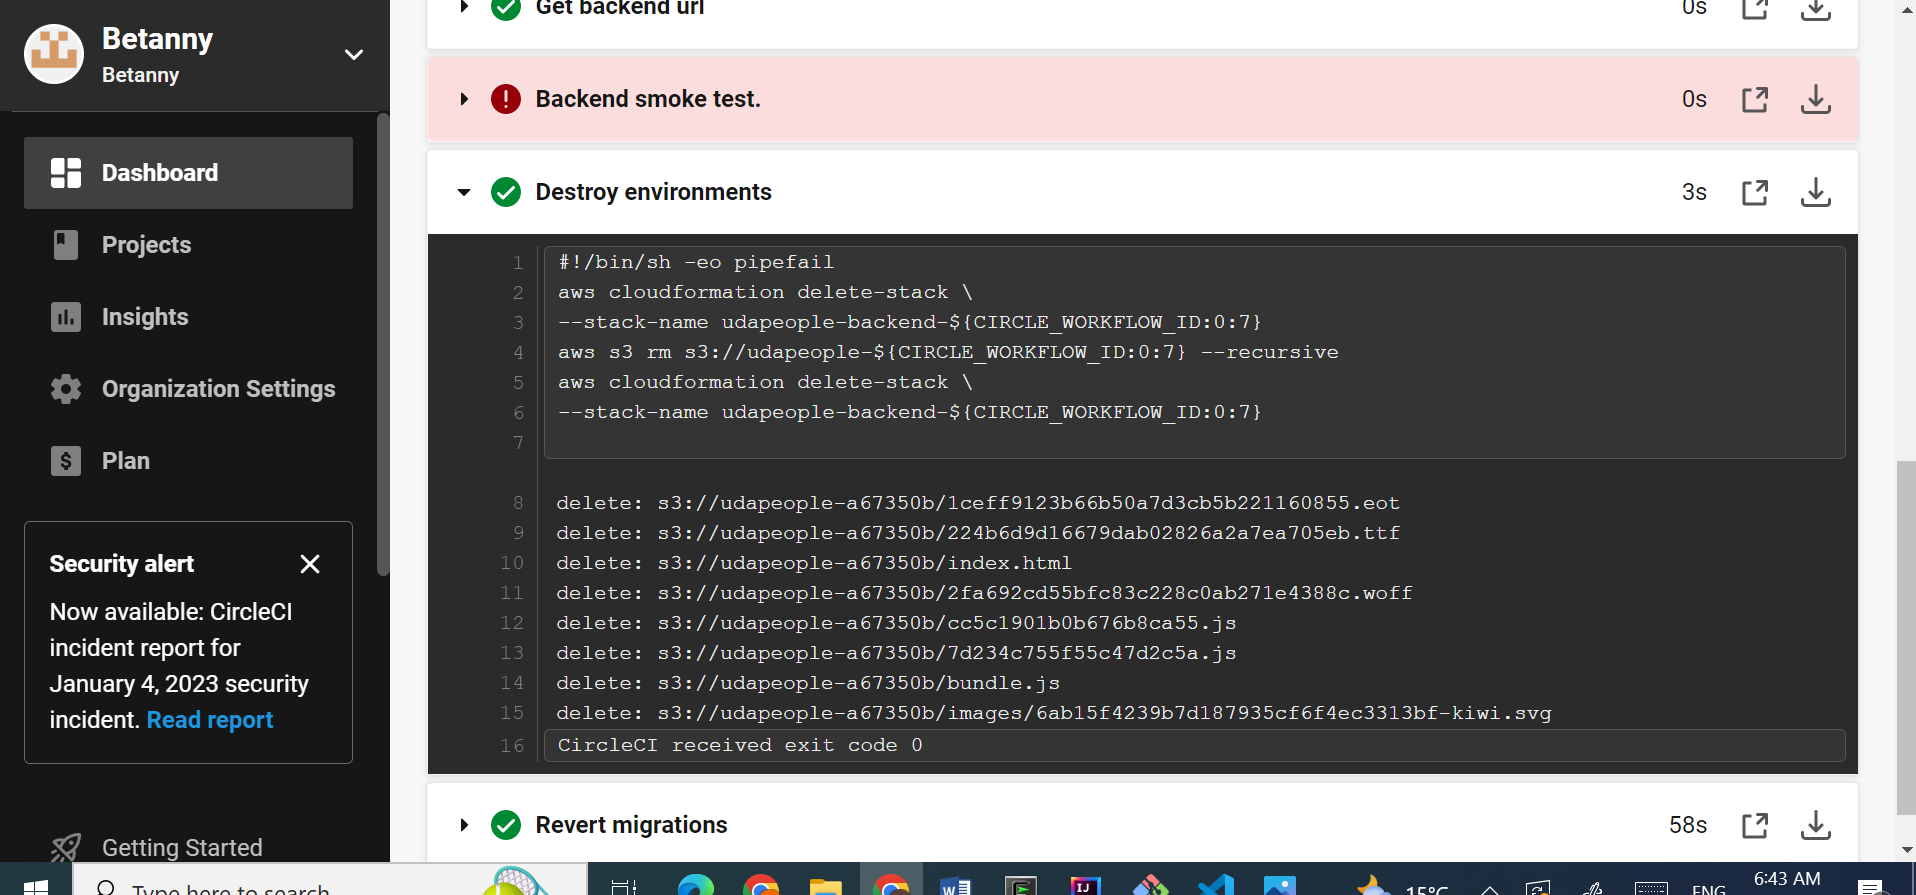 Betanny
Betanny
Dashboard
Projects
Insights
Organization Settings
Plan
Security alert
Now available: CircleCI
incident report for
January 4, 2023 security
incident. Read report
Getting Started
Get backend url
0s
Backend smoke test.
0s
Destroy environments
3s
1 #!/bin/sh -eo pipefail
2 aws cloudformation delete-stack \
3 --stack-name udapeople-backend-${CIRCLE_WORKFLOW_ID:0:7}
4 aws s3 rm s3://udapeople-${CIRCLE_WORKFLOW_ID:0:7} --recursive
5 aws cloudformation delete-stack \
6 --stack-name udapeople-backend-${CIRCLE_WORKFLOW_ID:0:7}
7
8 delete: s3://udapeople-a67350b/1ceff9123b66b50a7d3cb5b221160855.eot
9 delete: s3://udapeople-a67350b/224b6d9d16679dab02826a2a7ea705eb.ttf
10 delete: s3://udapeople-a67350b/index.html
11 delete: s3://udapeople-a67350b/2fa692cd55bfc83c228c0ab271e4388c.woff
12 delete: s3://udapeople-a67350b/cc5c1901b0b676b8ca55.js
13 delete: s3://udapeople-a67350b/7d234c755f55c47d2c5a.js
14 delete: s3://udapeople-a67350b/bundle.js
15 delete: s3://udapeople-a67350b/images/6ab15f4239b7d187935cf6f4ec3313bf-kiwi.svg
16 CircleCI received exit code 0
Revert migrations
58s
Type here to search
15°C
ENG
6:43 AM